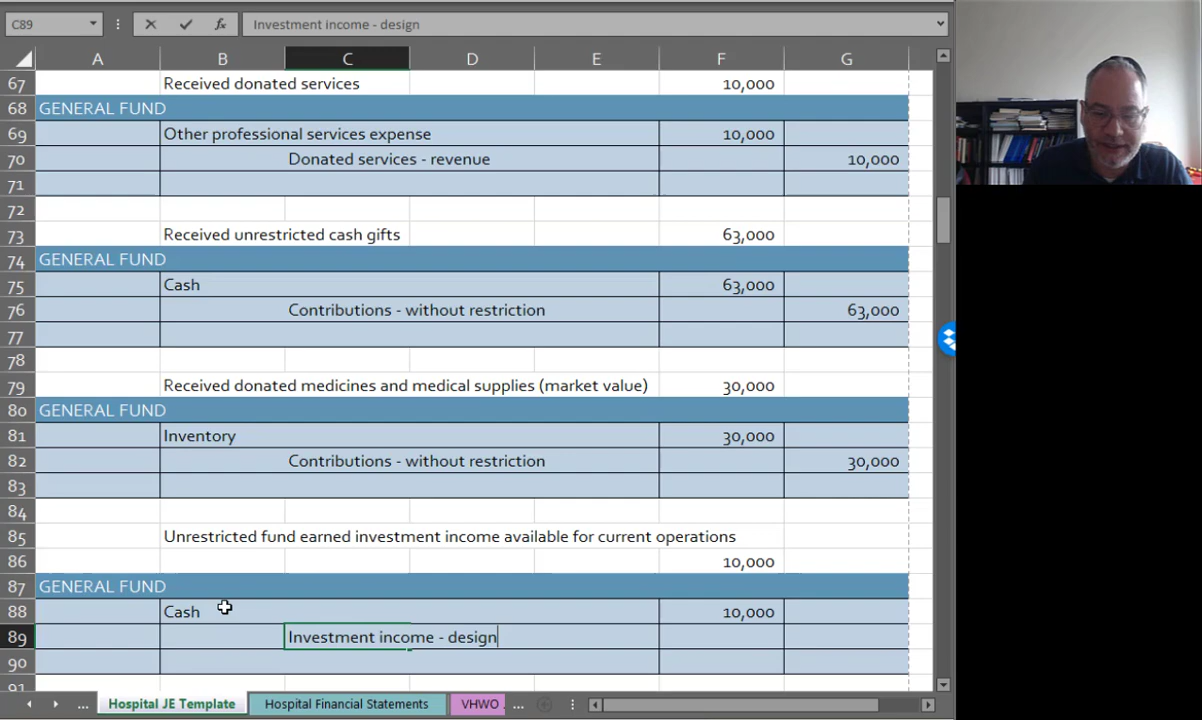 C89 fx Investment income - design
A B C D E F G
67 Received donated services 10,000
68 GENERAL FUND
69 Other professional services expense 10,000
70 Donated services - revenue 10,000
71
72
73 Received unrestricted cash gifts 63,000
74 GENERAL FUND
75 Cash 63,000
76 Contributions - without restriction 63,000
77
78
79 Received donated medicines and medical supplies (market value) 30,000
80 GENERAL FUND
81 Inventory 30,000
82 Contributions - without restriction 30,000
83
84
85 Unrestricted fund earned investment income available for current operations
86 10,000
87 GENERAL FUND
88 Cash 10,000
89 Investment income - design
90
91
... Hospital JE Template Hospital Financial Statements VHWO ...